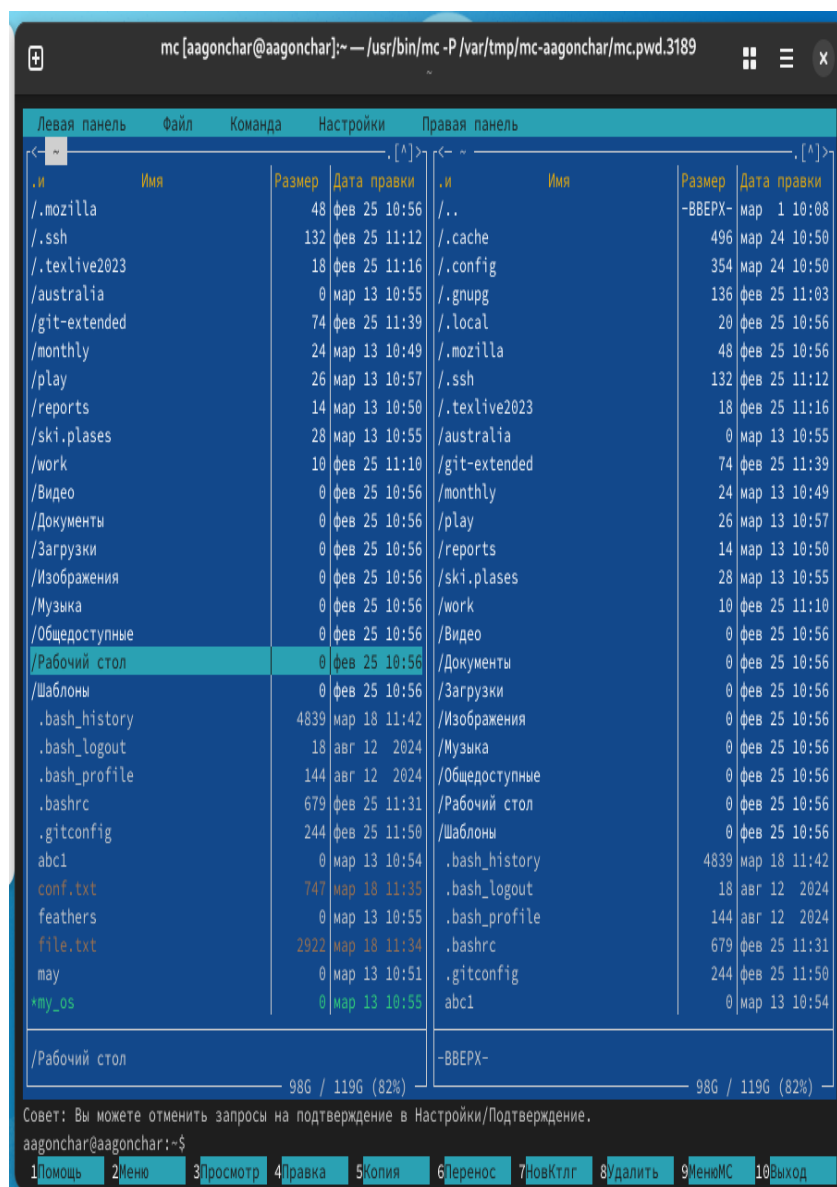 mc [aagonchar@aagonchar]:~ — /usr/bin/mc -P /var/tmp/mc-aagonchar/mc.pwd.3189
~
Левая панель Файл Команда Настройки Правая панель
<— ~ .[^]> <— ~ .[^]>
.и Имя Размер Дата правки .и Имя Размер Дата правки
/.mozilla 48 фев 25 10:56 /.. -ВВЕРХ- мар 1 10:08
/.ssh 132 фев 25 11:12 /.cache 496 мар 24 10:50
/.texlive2023 18 фев 25 11:16 /.config 354 мар 24 10:50
/australia 0 мар 13 10:55 /.gnupg 136 фев 25 11:03
/git-extended 74 фев 25 11:39 /.local 20 фев 25 10:56
/monthly 24 мар 13 10:49 /.mozilla 48 фев 25 10:56
/play 26 мар 13 10:57 /.ssh 132 фев 25 11:12
/reports 14 мар 13 10:50 /.texlive2023 18 фев 25 11:16
/ski.plases 28 мар 13 10:55 /australia 0 мар 13 10:55
/work 10 фев 25 11:10 /git-extended 74 фев 25 11:39
/Видео 0 фев 25 10:56 /monthly 24 мар 13 10:49
/Документы 0 фев 25 10:56 /play 26 мар 13 10:57
/Загрузки 0 фев 25 10:56 /reports 14 мар 13 10:50
/Изображения 0 фев 25 10:56 /ski.plases 28 мар 13 10:55
/Музыка 0 фев 25 10:56 /work 10 фев 25 11:10
/Общедоступные 0 фев 25 10:56 /Видео 0 фев 25 10:56
/Рабочий стол 0 фев 25 10:56 /Документы 0 фев 25 10:56
/Шаблоны 0 фев 25 10:56 /Загрузки 0 фев 25 10:56
.bash_history 4839 мар 18 11:42 /Изображения 0 фев 25 10:56
.bash_logout 18 авг 12 2024 /Музыка 0 фев 25 10:56
.bash_profile 144 авг 12 2024 /Общедоступные 0 фев 25 10:56
.bashrc 679 фев 25 11:31 /Рабочий стол 0 фев 25 10:56
.gitconfig 244 фев 25 11:50 /Шаблоны 0 фев 25 10:56
abc1 0 мар 13 10:54 .bash_history 4839 мар 18 11:42
conf.txt 747 мар 18 11:35 .bash_logout 18 авг 12 2024
feathers 0 мар 13 10:55 .bash_profile 144 авг 12 2024
file.txt 2922 мар 18 11:34 .bashrc 679 фев 25 11:31
may 0 мар 13 10:51 .gitconfig 244 фев 25 11:50
*my_os 0 мар 13 10:55 abc1 0 мар 13 10:54
/Рабочий стол -ВВЕРХ-
98G / 119G (82%) 98G / 119G (82%)
Совет: Вы можете отменить запросы на подтверждение в Настройки/Подтверждение.
aagonchar@aagonchar:~$
1Помощь 2Меню 3Просмотр 4Правка 5Копия 6Перенос 7НовКтлг 8Удалить 9МенюМС 10Выход